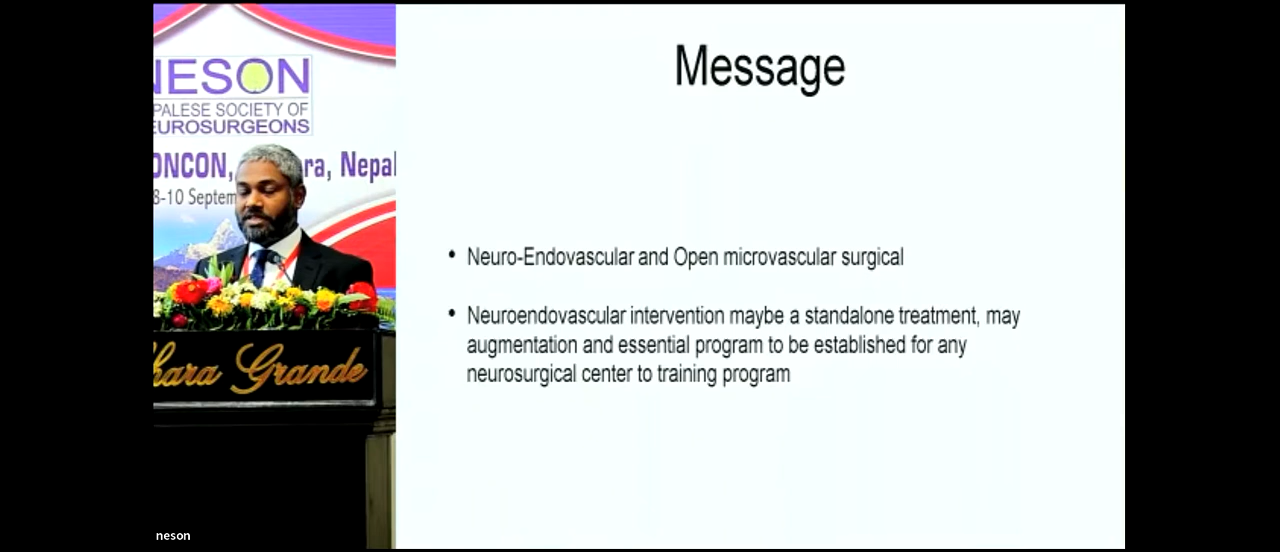 NESON
PALESE SOCIETY OF
EUROSURGEONS
ONCON, ra, Nepal
8-10 Septem
hara Grande
neson
Message
• Neuro-Endovascular and Open microvascular surgical
• Neuroendovascular intervention maybe a standalone treatment, may
augmentation and essential program to be established for any
neurosurgical center to training program